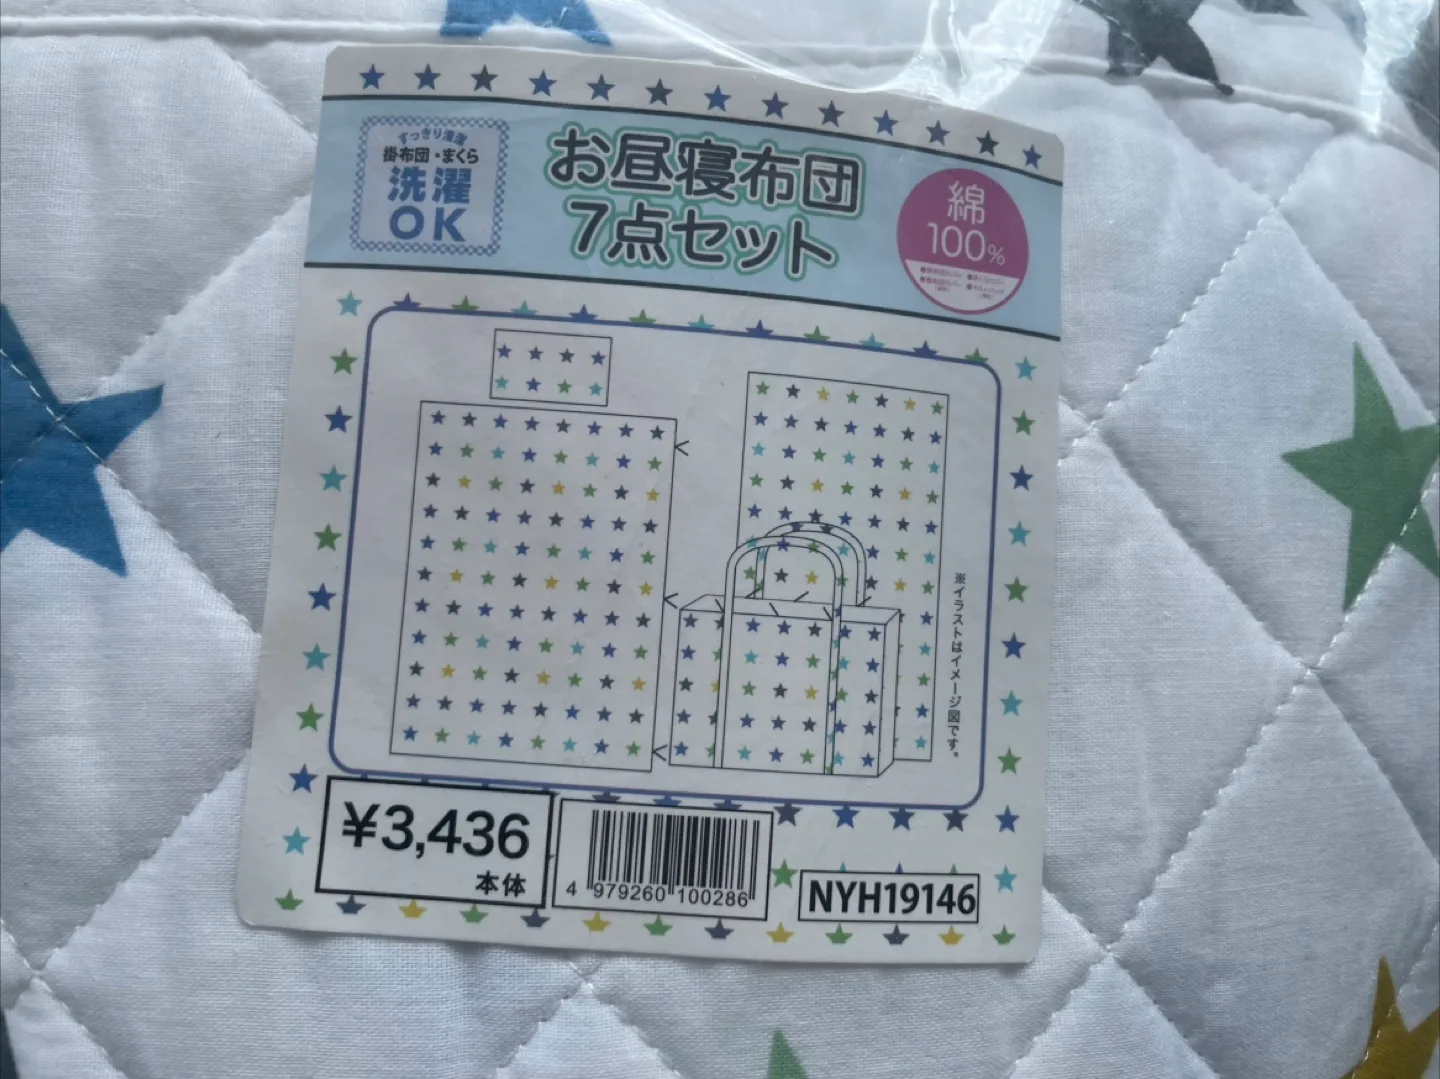 すっきり清潔
掛布団・まくら
洗濯
OK
お昼寝布団
7点セット
綿
100%
※イラストはイメージ図です。
¥3,436
本体
4 979260 100286
NYH19146